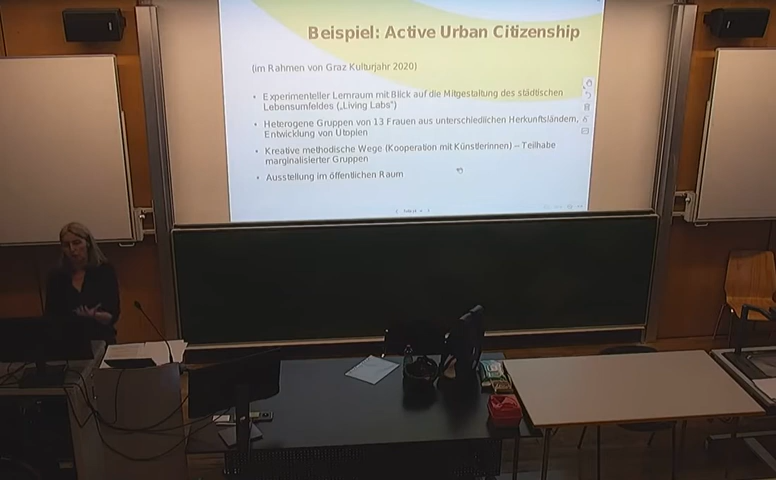 Beispiel: Active Urban Citizenship
(im Rahmen von Graz Kulturjahr 2020)
• Experimenteller Lernraum mit Blick auf die Mitgestaltung des städtischen
Lebensumfeldes („Living Labs“)
• Heterogene Gruppen von 13 Frauen aus unterschiedlichen Herkunftsländern,
Entwicklung von Utopien
• Kreative methodische Wege (Kooperation mit Künstlerinnen) – Teilhabe
marginalisierter Gruppen
• Ausstellung im öffentlichen Raum